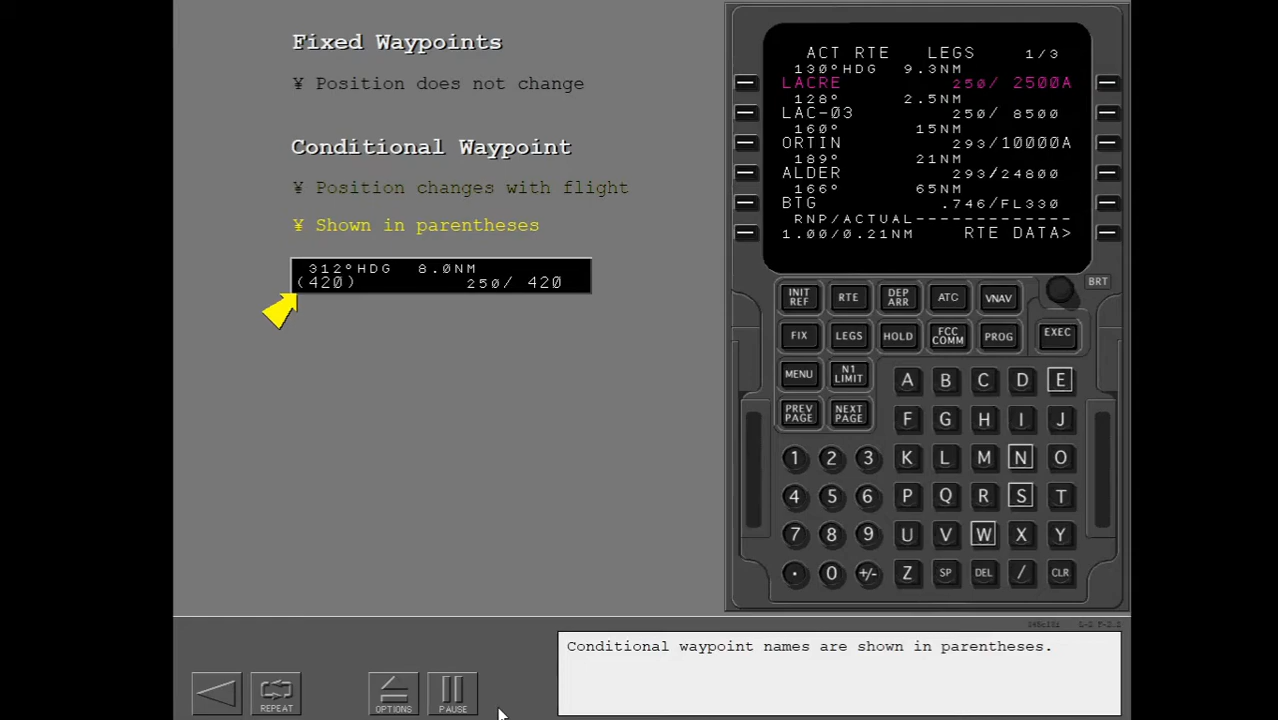 Fixed Waypoints
¥ Position does not change
Conditional Waypoint
¥ Position changes with flight
¥ Shown in parentheses
312°HDG 8.0NM
(420) 250/ 420
ACT RTE LEGS 1/3
130°HDG 9.3NM
LACRE 250/ 2500A
128° 2.5NM
LAC-03 250/ 8500
160° 15NM
ORTIN 293/10000A
189° 21NM
ALDER 293/24800
166° 65NM
BTG .746/FL330
RNP/ACTUAL-------------
1.00/0.21NM RTE DATA>
BRT
INIT REF RTE DEP ARR ATC VNAV
FIX LEGS HOLD FCC COMM PROG EXEC
MENU N1 LIMIT
PREV PAGE NEXT PAGE
A B C D E
F G H I J
1 2 3 K L M N O
4 5 6 P Q R S T
7 8 9 U V W X Y
. 0 +/- Z SP DEL / CLR
Conditional waypoint names are shown in parentheses.
REPEAT OPTIONS PAUSE